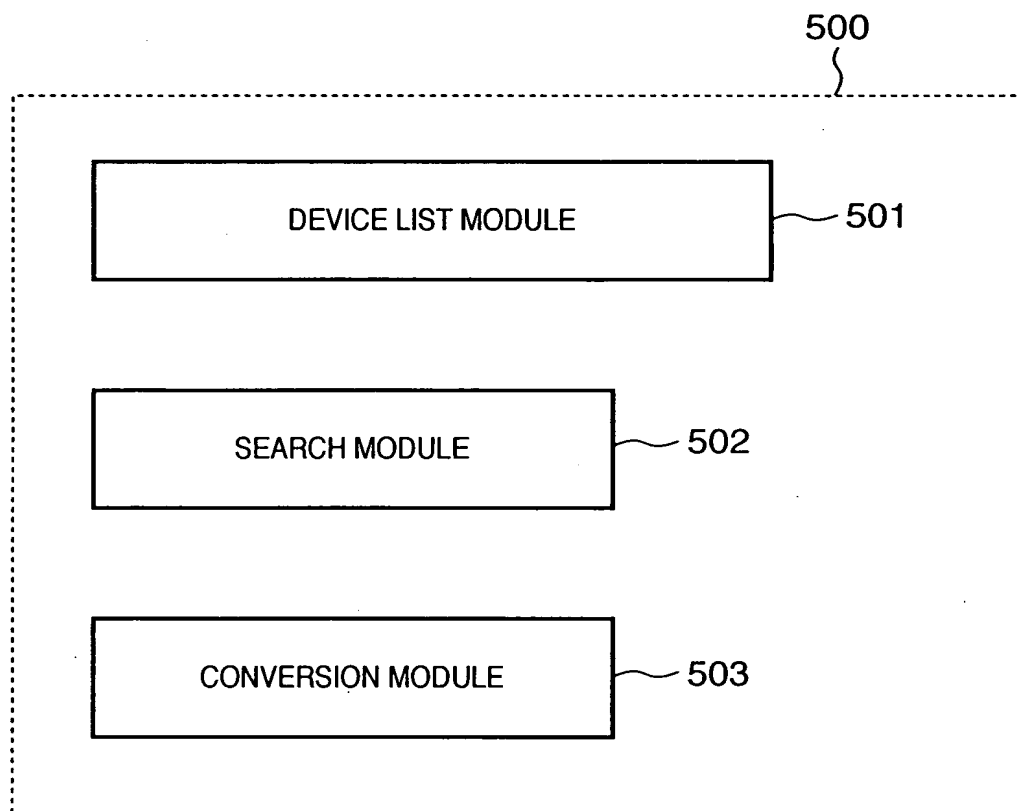 500
DEVICE LIST MODULE
501
SEARCH MODULE
502
CONVERSION MODULE
503